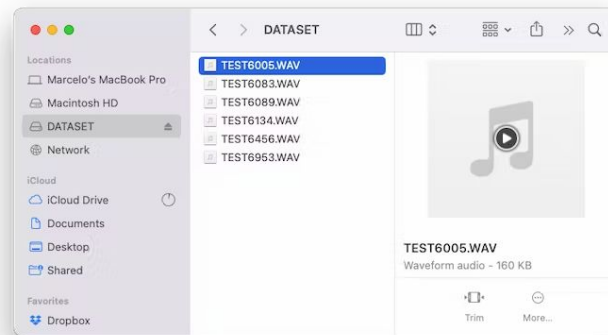 DATASET
Locations
Marcelo's MacBook Pro
Macintosh HD
DATASET
Network
iCloud
iCloud Drive
Documents
Desktop
Shared
Favorites
Dropbox
TEST6005.WAV
TEST6083.WAV
TEST6089.WAV
TEST6134.WAV
TEST6456.WAV
TEST6953.WAV
TEST6005.WAV
Waveform audio - 160 KB
Trim
More...